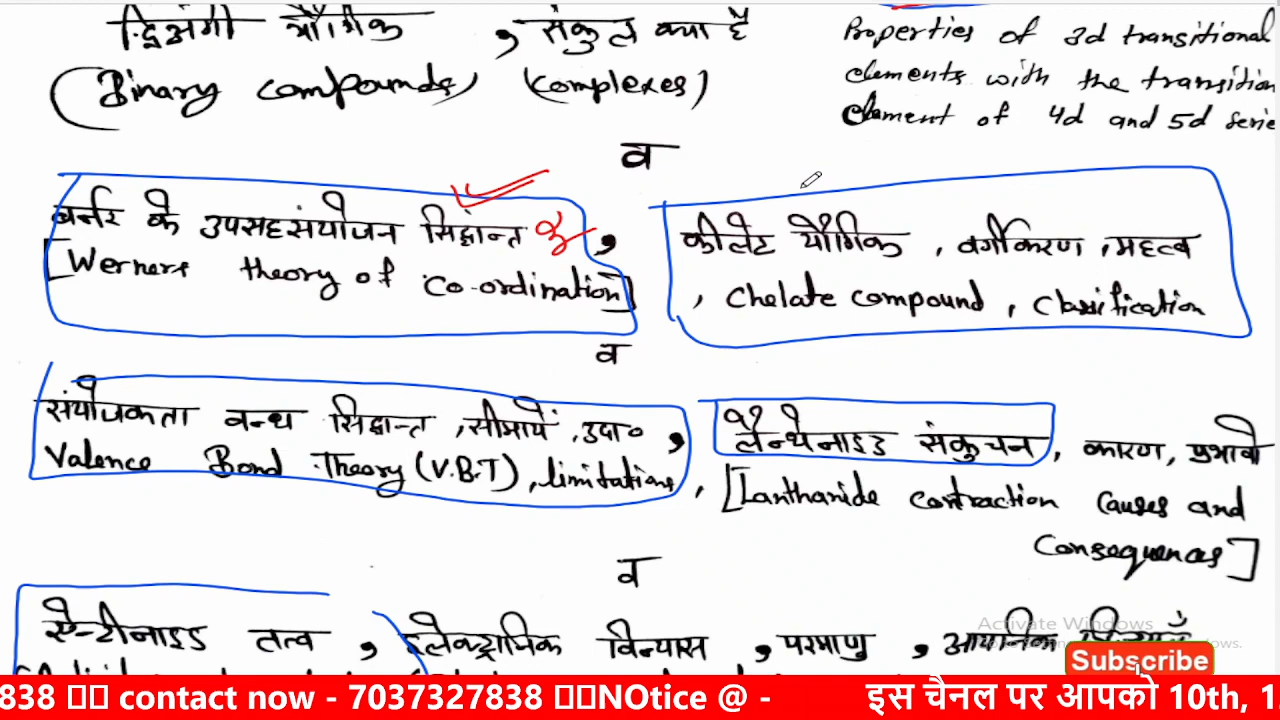 द्विअंगी यौगिक , संकुल क्या है
(Binary compounds) (complexes)
Properties of 3d transitional
elements with the transition
element of 4d and 5d serie
व
वर्नर के उपसहसंयोजन सिद्धान्त ,
[Werners theory of co-ordination]
कीलेट यौगिक , वर्गीकरण , महत्व
, Chelate compound , Classification
व
संयोजकता बन्ध सिद्धान्त , सीमायें , उदा० ,
Valence Bond Theory (V.B.T) , limitations ,
लैन्थेनाइड संकुचन , कारण , प्रभावो
[Lanthanide contraction Causes and
Consequences]
व
ऐन्टीनाइड तत्व , इलेक्ट्रानिक विन्यास , परमाणु , आयनिक
Activate Windows
Subscribe
838 contact now - 7037327838 NOtice @ - इस चैनल पर आपको 10th, 1